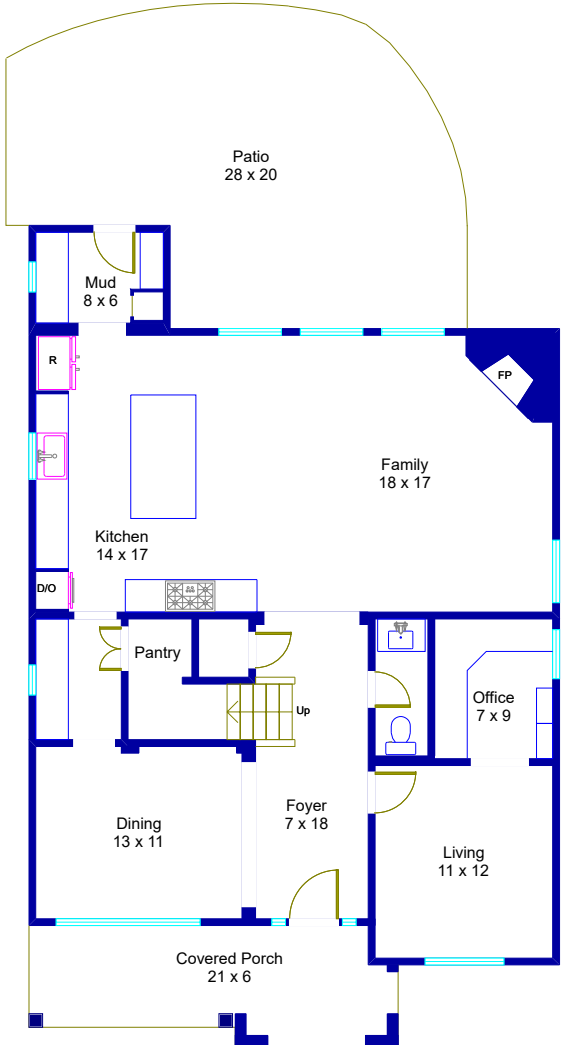 Patio
28 x 20
Mud
8 x 6
R
FP
Family
18 x 17
Kitchen
14 x 17
D/O
Pantry
Up
Office
7 x 9
Dining
13 x 11
Foyer
7 x 18
Living
11 x 12
Covered Porch
21 x 6